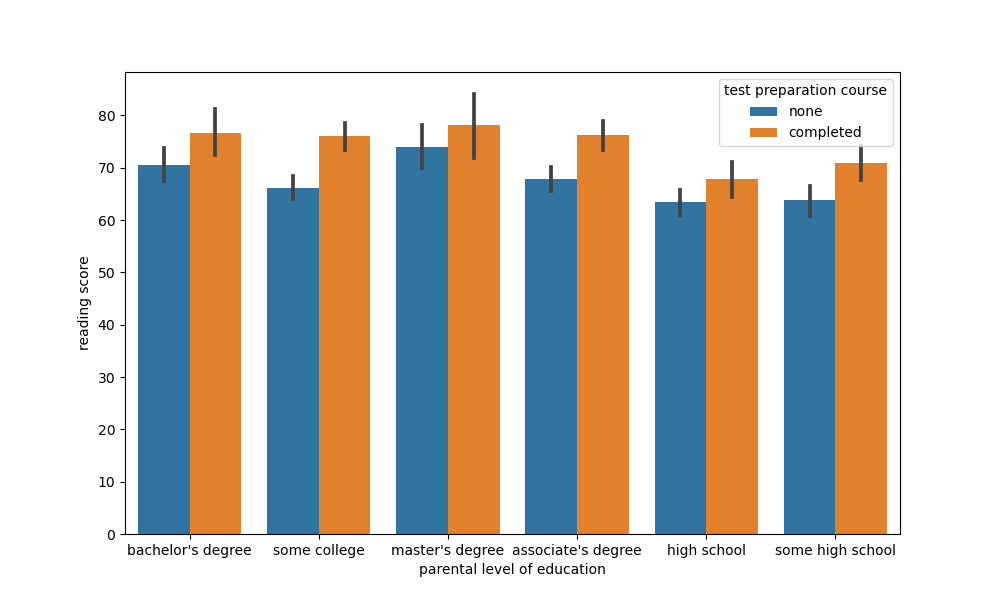 test preparation course
none
completed
80
70
60
50
40
30
20
10
0
reading score
bachelor's degree some college master's degree associate's degree high school some high school
parental level of education